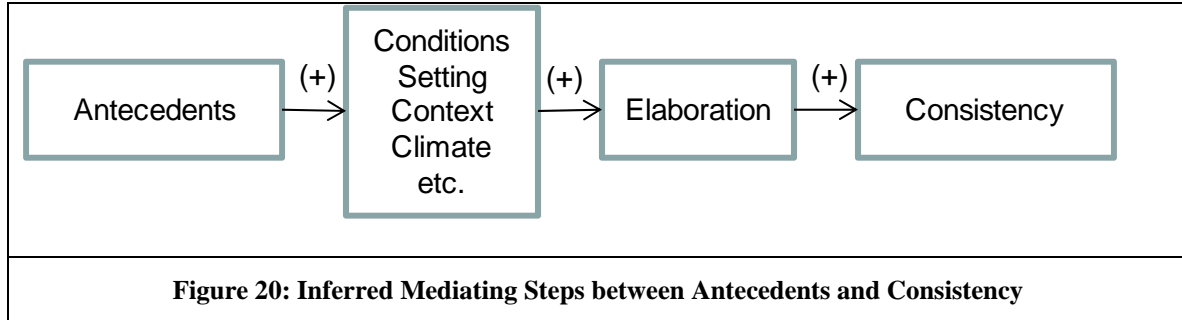 Antecedents
(+)
Conditions
Setting
Context
Climate
etc.
(+)
Elaboration
(+)
Consistency
Figure 20: Inferred Mediating Steps between Antecedents and Consistency